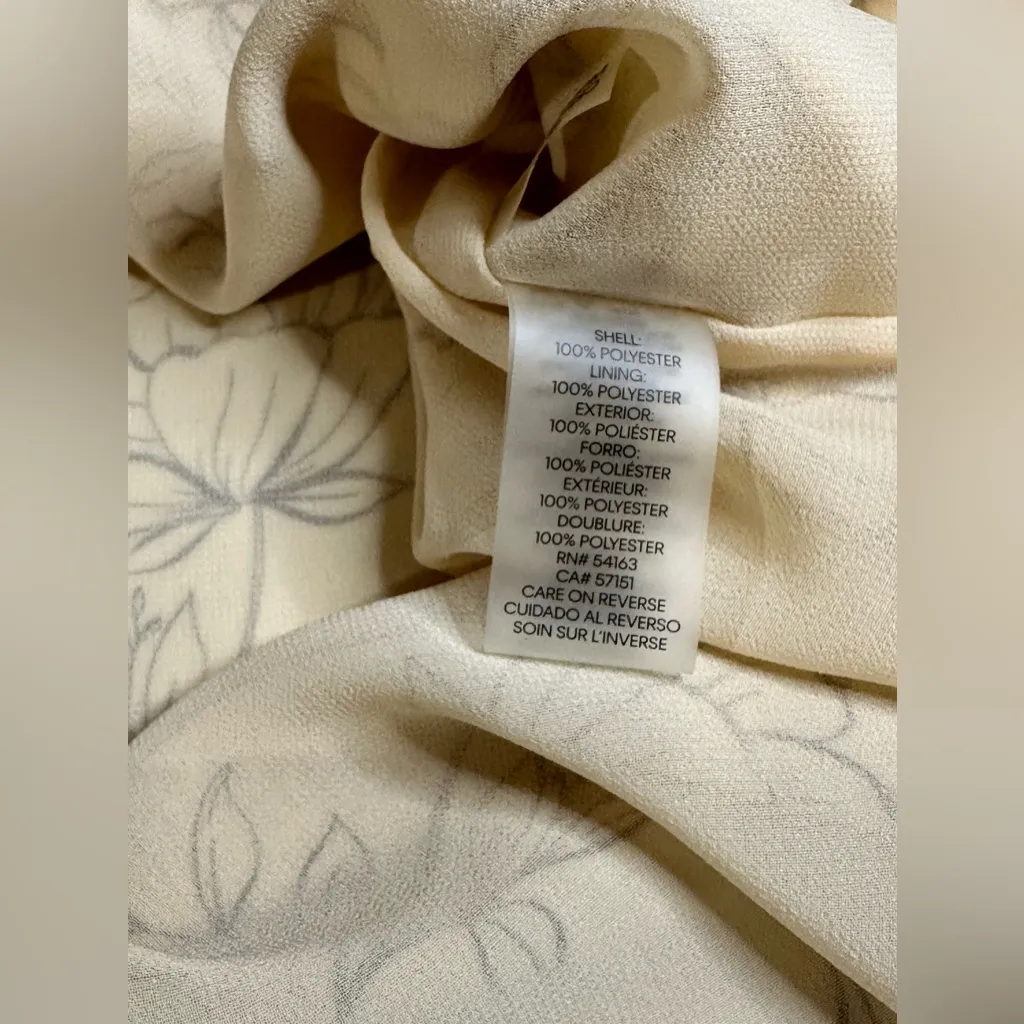 SHELL:
100% POLYESTER
LINING:
100% POLYESTER
EXTERIOR:
100% POLIÉSTER
FORRO:
100% POLIÉSTER
EXTÉRIEUR:
100% POLYESTER
DOUBLURE:
100% POLYESTER
RN# 54163
CA# 57151
CARE ON REVERSE
CUIDADO AL REVERSO
SOIN SUR L'INVERSE